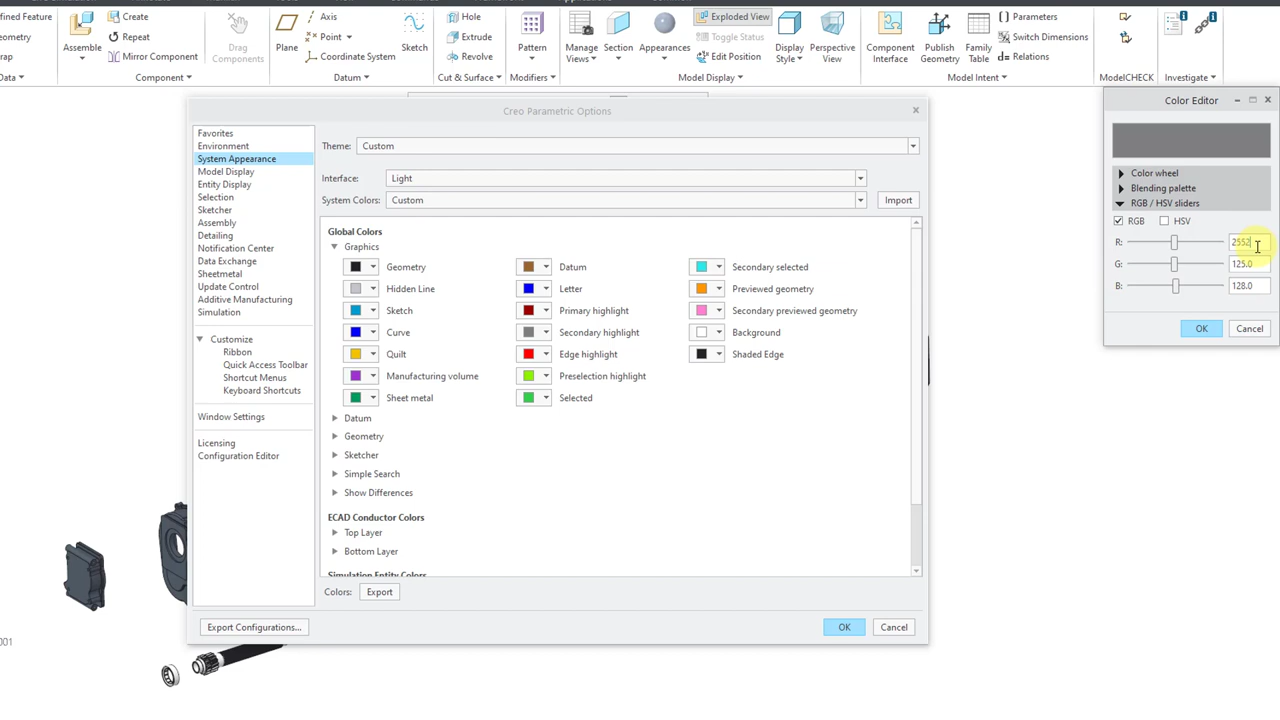 efined Feature
Create
Assemble
Repeat
Mirror Component
Drag
Components
Component
eometry
rap
Data
Plane
Axis
Point
Coordinate System
Sketch
Datum
Hole
Extrude
Revolve
Cut & Surface
Pattern
Modifiers
Manage
Views
Section
Appearances
Exploded View
Toggle Status
Edit Position
Display
Style
Perspective
View
Model Display
Component
Interface
Publish
Geometry
Family
Table
Parameters
Switch Dimensions
d= Relations
Model Intent
ModelCHECK
Investigate
Creo Parametric Options
Favorites
Environment
System Appearance
Model Display
Entity Display
Selection
Sketcher
Assembly
Detailing
Notification Center
Data Exchange
Sheetmetal
Update Control
Additive Manufacturing
Simulation
Customize
Ribbon
Quick Access Toolbar
Shortcut Menus
Keyboard Shortcuts
Window Settings
Licensing
Configuration Editor
Export Configurations...
Theme: Custom
Interface: Light
System Colors: Custom Import
Global Colors
Graphics
Geometry Datum Secondary selected
Hidden Line Letter Previewed geometry
Sketch Primary highlight Secondary previewed geometry
Curve Secondary highlight Background
Quilt Edge highlight Shaded Edge
Manufacturing volume Preselection highlight
Sheet metal Selected
Datum
Geometry
Sketcher
Simple Search
Show Differences
ECAD Conductor Colors
Top Layer
Bottom Layer
Simulation Entity Colors
Colors: Export
OK Cancel
Color Editor
Color wheel
Blending palette
RGB / HSV sliders
RGB HSV
R: 2552
G: 125.0
B: 128.0
OK Cancel
001